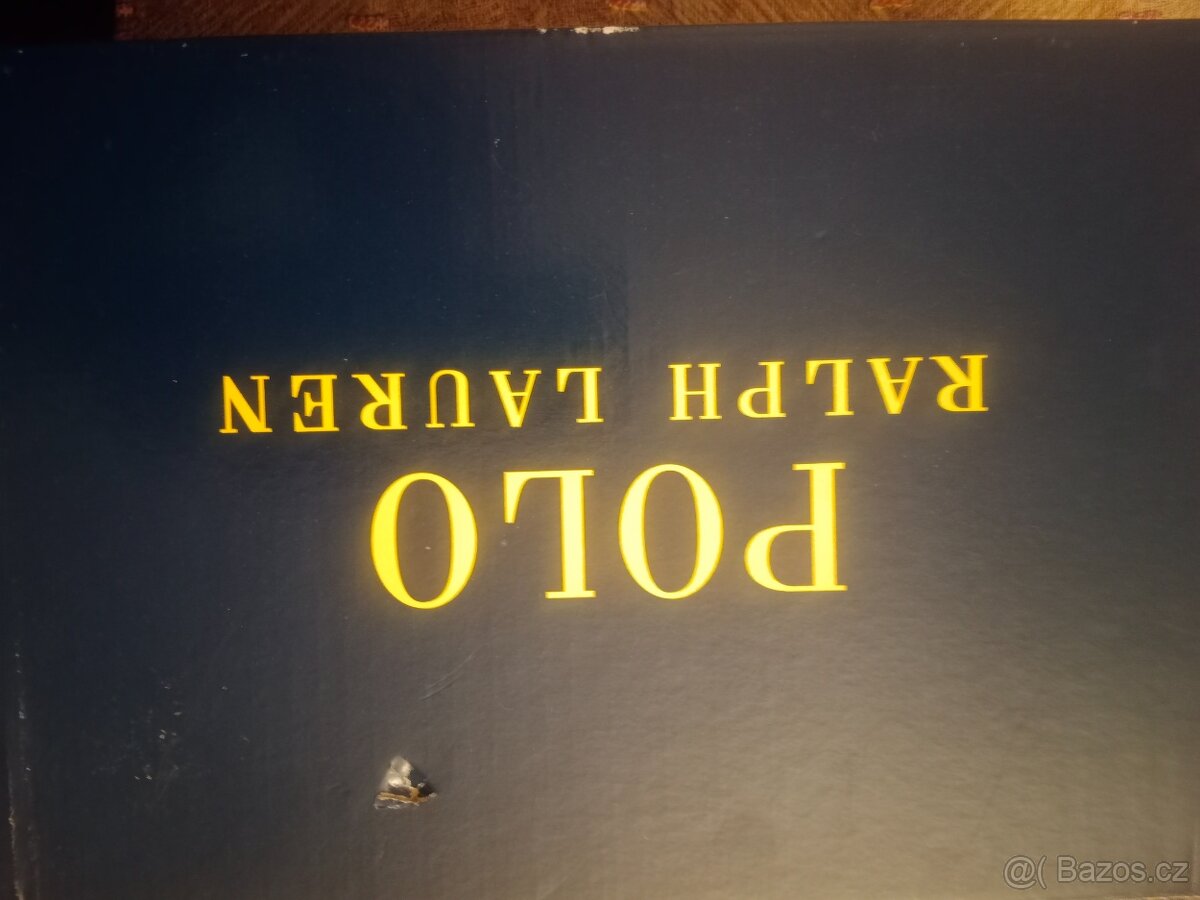 POLO
RALPH LAUREN
@( Bazos.cz